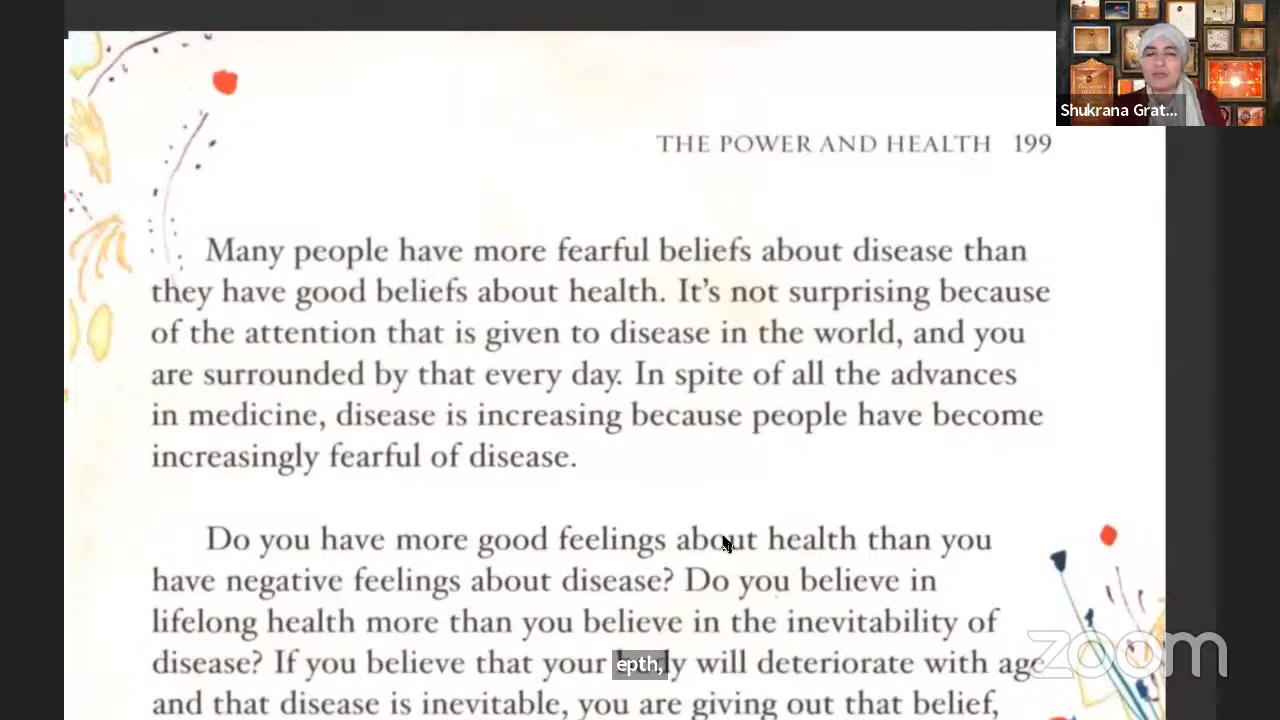 Shukrana Grat...
THE POWER AND HEALTH 199
Many people have more fearful beliefs about disease than
they have good beliefs about health. It's not surprising because
of the attention that is given to disease in the world, and you
are surrounded by that every day. In spite of all the advances
in medicine, disease is increasing because people have become
increasingly fearful of disease.
Do you have more good feelings about health than you
have negative feelings about disease? Do you believe in
lifelong health more than you believe in the inevitability of
disease? If you believe that your will deteriorate with age
epth,
and that disease is inevitable, you are giving out that belief,
zoom